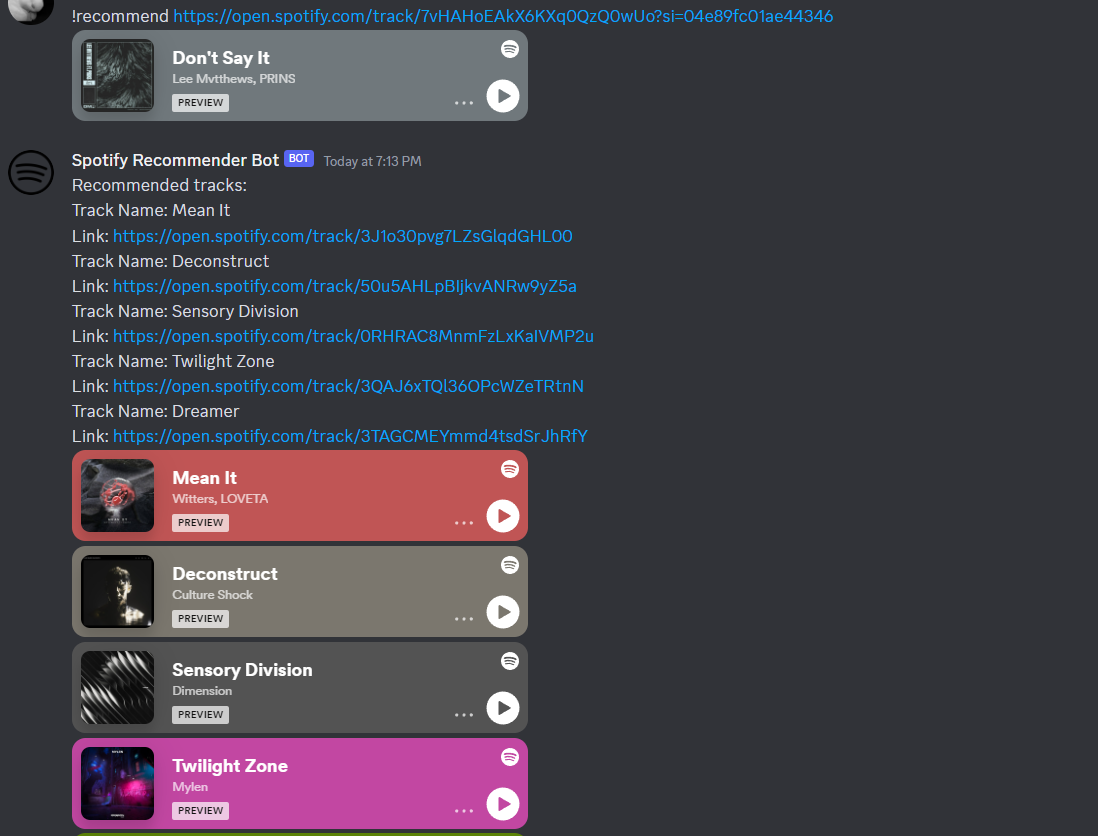 !recommend https://open.spotify.com/track/7vHAHoEAkX6KXq0QzQ0wUo?si=04e89fc01ae44346
Don't Say It
Lee Mvtthews, PRINS
PREVIEW
Spotify Recommender Bot BOT Today at 7:13 PM
Recommended tracks:
Track Name: Mean It
Link: https://open.spotify.com/track/3J1o30pvg7LZsGlqdGHL00
Track Name: Deconstruct
Link: https://open.spotify.com/track/50u5AHLpBljkvANRw9yZ5a
Track Name: Sensory Division
Link: https://open.spotify.com/track/0RHRAC8MnmFzLxKaIVMP2u
Track Name: Twilight Zone
Link: https://open.spotify.com/track/3QAJ6xTQl36OPcWZeTRtnN
Track Name: Dreamer
Link: https://open.spotify.com/track/3TAGCMEYmmd4tsdSrJhRfY
Mean It
Witters, LOVETA
PREVIEW
Deconstruct
Culture Shock
PREVIEW
Sensory Division
Dimension
PREVIEW
MYLEN
Twilight Zone
Mylen
PREVIEW